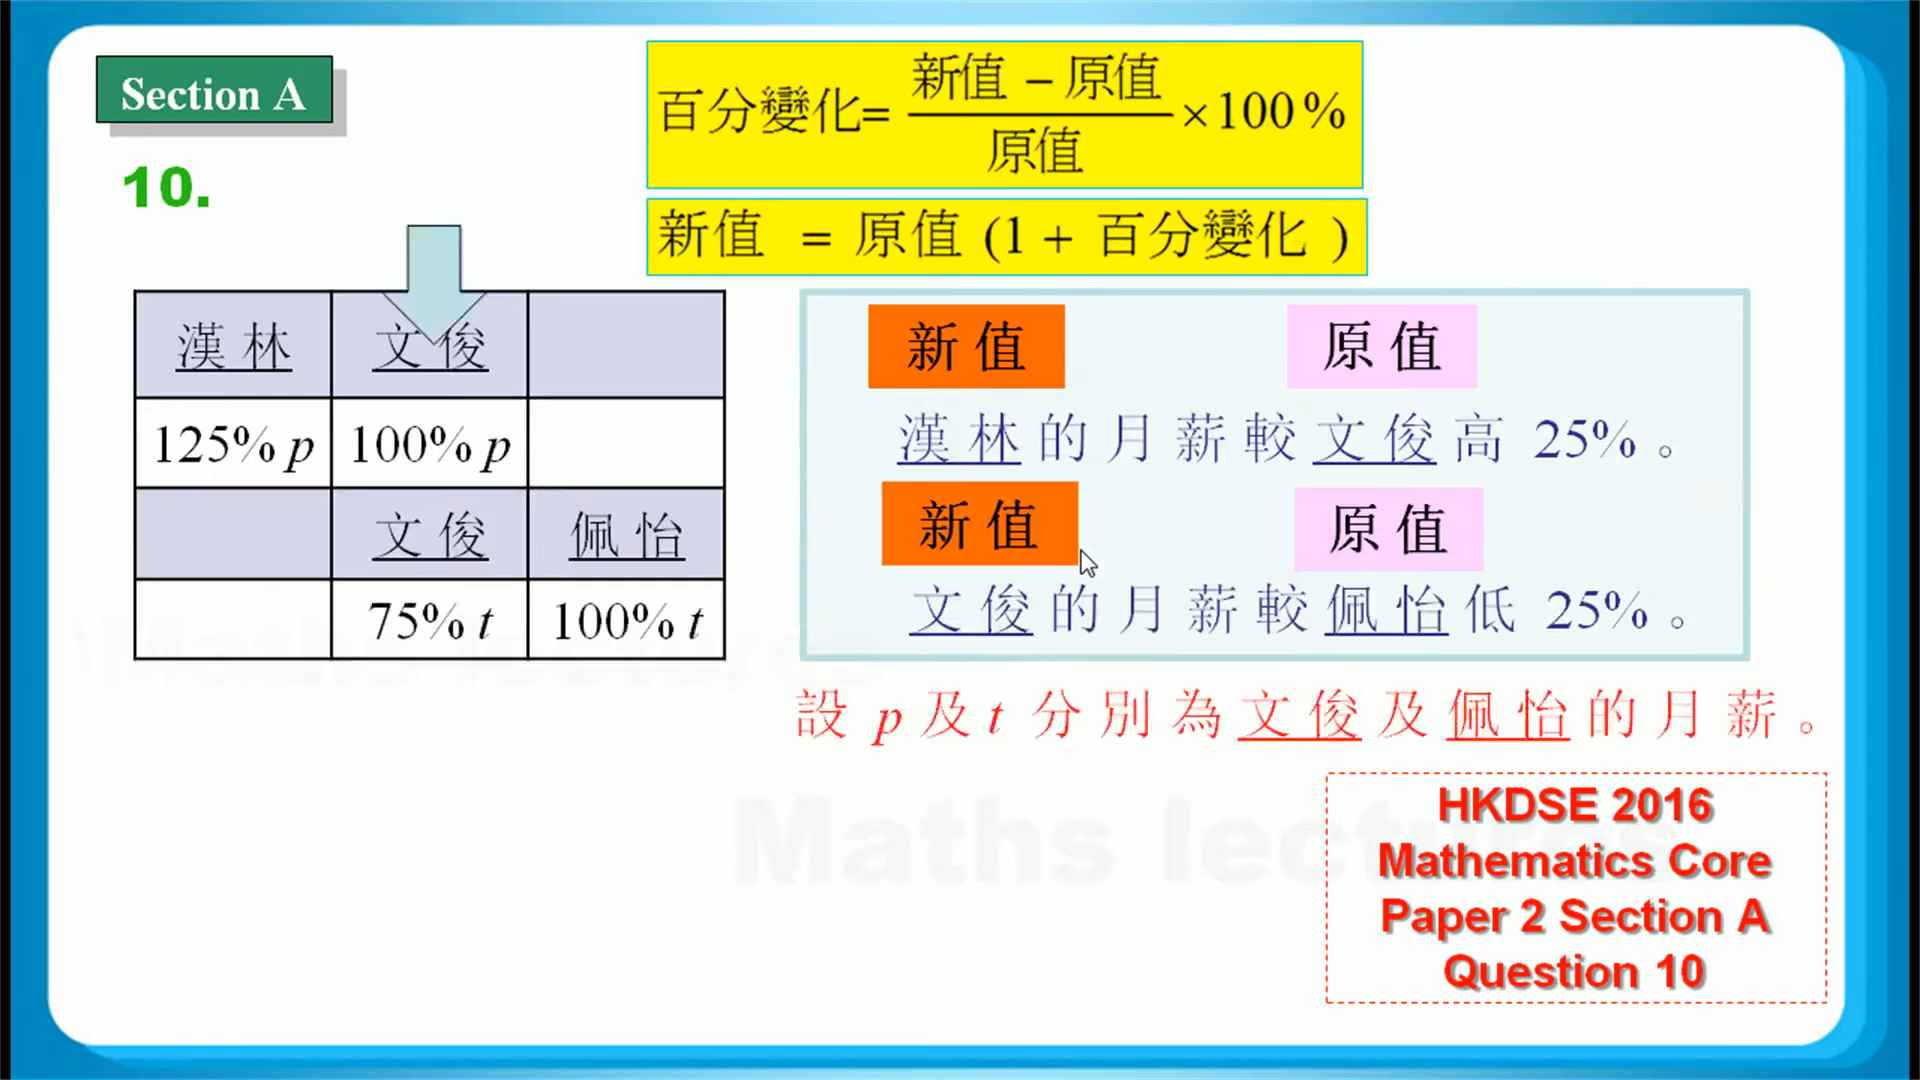 Section A
10.
百分變化= 新值 − 原值 / 原值 ×100%
新值 = 原值 (1 + 百分變化 )
漢林 文俊
125% p 100% p
文俊 佩怡
75% t 100% t
新值 原值
漢林的月薪較文俊高 25%。
新值 原值
文俊的月薪較佩怡低 25%。
設 p 及 t 分別為文俊及佩怡的月薪。
Maths lectures
Maths lectures
HKDSE 2016
Mathematics Core
Paper 2 Section A
Question 10